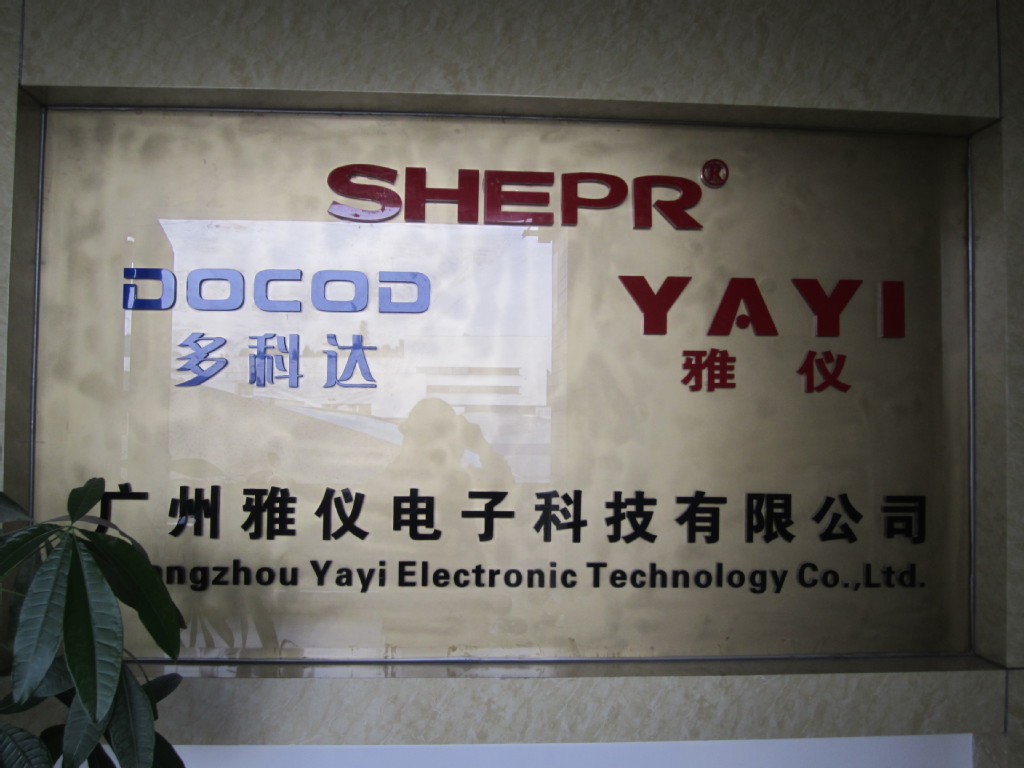 SHEPR®
DOCOD YAYI
多科达 雅仪
广州雅仪电子科技有限公司
angzhou Yayi Electronic Technology Co.,Ltd.